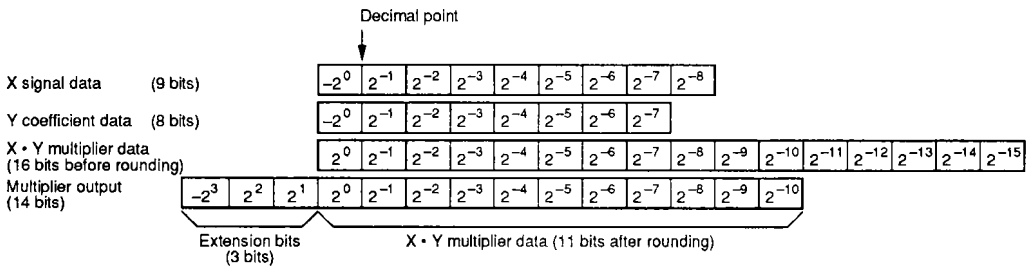 Decimal point
X signal data (9 bits) −2⁰ 2⁻¹ 2⁻² 2⁻³ 2⁻⁴ 2⁻⁵ 2⁻⁶ 2⁻⁷ 2⁻⁸
Y coefficient data (8 bits) −2⁰ 2⁻¹ 2⁻² 2⁻³ 2⁻⁴ 2⁻⁵ 2⁻⁶ 2⁻⁷
X • Y multiplier data
(16 bits before rounding) 2⁰ 2⁻¹ 2⁻² 2⁻³ 2⁻⁴ 2⁻⁵ 2⁻⁶ 2⁻⁷ 2⁻⁸ 2⁻⁹ 2⁻¹⁰ 2⁻¹¹ 2⁻¹² 2⁻¹³ 2⁻¹⁴ 2⁻¹⁵
Multiplier output
(14 bits) −2³ 2² 2¹ 2⁰ 2⁻¹ 2⁻² 2⁻³ 2⁻⁴ 2⁻⁵ 2⁻⁶ 2⁻⁷ 2⁻⁸ 2⁻⁹ 2⁻¹⁰
Extension bits
(3 bits)
X • Y multiplier data (11 bits after rounding)